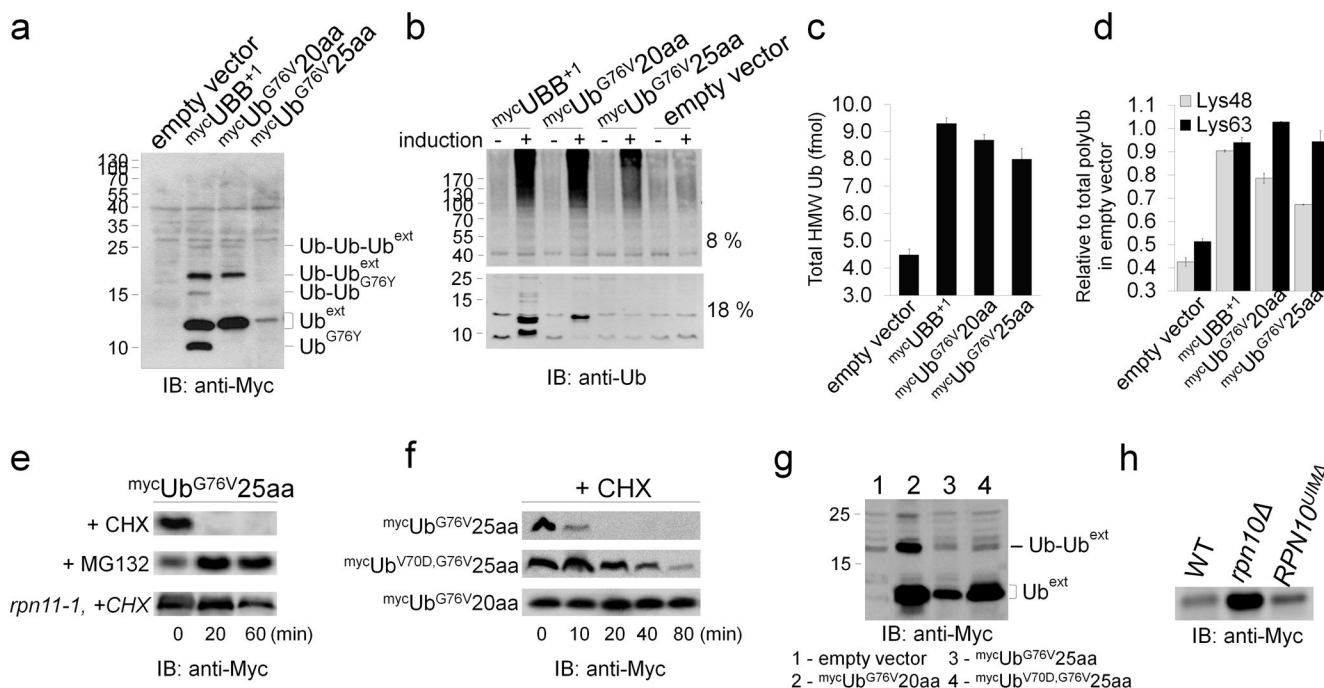 a
empty vector
mycUBB+1
mycUbG76V20aa
mycUbG76V25aa
130
100
70
55
40
35
25
15
10
Ub-Ub-Ubext
Ub-Ubext
G76Y
Ub-Ub
Ubext
G76Y
Ub
IB: anti-Myc
b
mycUBB+1
mycUbG76V20aa
mycUbG76V25aa
empty vector
induction - + - + - + - +
170
130
100
70
55
40
8 %
25
15
10
18 %
IB: anti-Ub
c
Total HMW Ub (fmol)
10.0
9.0
8.0
7.0
6.0
5.0
4.0
3.0
empty vector
mycUBB+1
mycUbG76V20aa
mycUbG76V25aa
d
Lys48
Lys63
Relative to total polyUb
in empty vector
1.1
1.0
0.9
0.8
0.7
0.6
0.5
0.4
0.3
empty vector
mycUBB+1
mycUbG76V20aa
mycUbG76V25aa
e
mycUbG76V25aa
+ CHX
+ MG132
rpn11-1, +CHX
0 20 60 (min)
IB: anti-Myc
f
+ CHX
mycUbG76V25aa
mycUbV70D,G76V25aa
mycUbG76V20aa
0 10 20 40 80 (min)
IB: anti-Myc
g
1 2 3 4
25
15
Ub-Ubext
Ubext
IB: anti-Myc
1 - empty vector 3 - mycUbG76V25aa
2 - mycUbG76V20aa 4 - mycUbV70D,G76V25aa
h
WT
rpn10Δ
RPN10UIMΔ
IB: anti-Myc